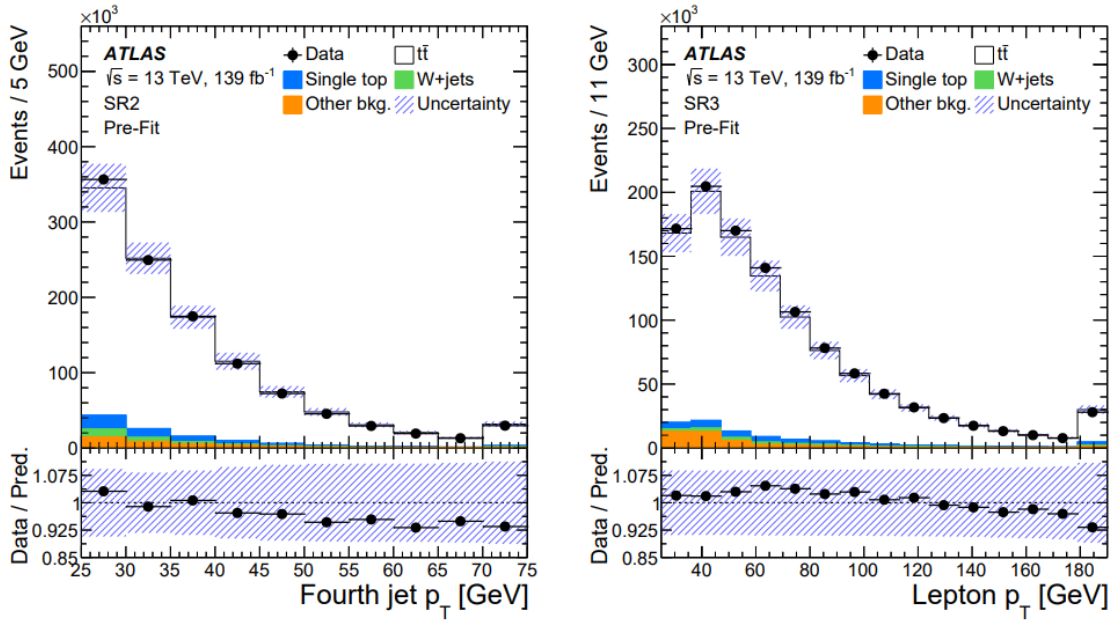 ×10³
Events / 5 GeV
500
400
300
200
100
0
ATLAS
√s = 13 TeV, 139 fb⁻¹
SR2
Pre-Fit
Data
tt̄
Single top
W+jets
Other bkg.
Uncertainty
Data / Pred.
1.075
1
0.925
0.85
25 30 35 40 45 50 55 60 65 70 75
Fourth jet p_T [GeV]
×10³
Events / 11 GeV
300
250
200
150
100
50
0
ATLAS
√s = 13 TeV, 139 fb⁻¹
SR3
Pre-Fit
Data
tt̄
Single top
W+jets
Other bkg.
Uncertainty
Data / Pred.
1.075
1
0.925
0.85
40 60 80 100 120 140 160 180
Lepton p_T [GeV]